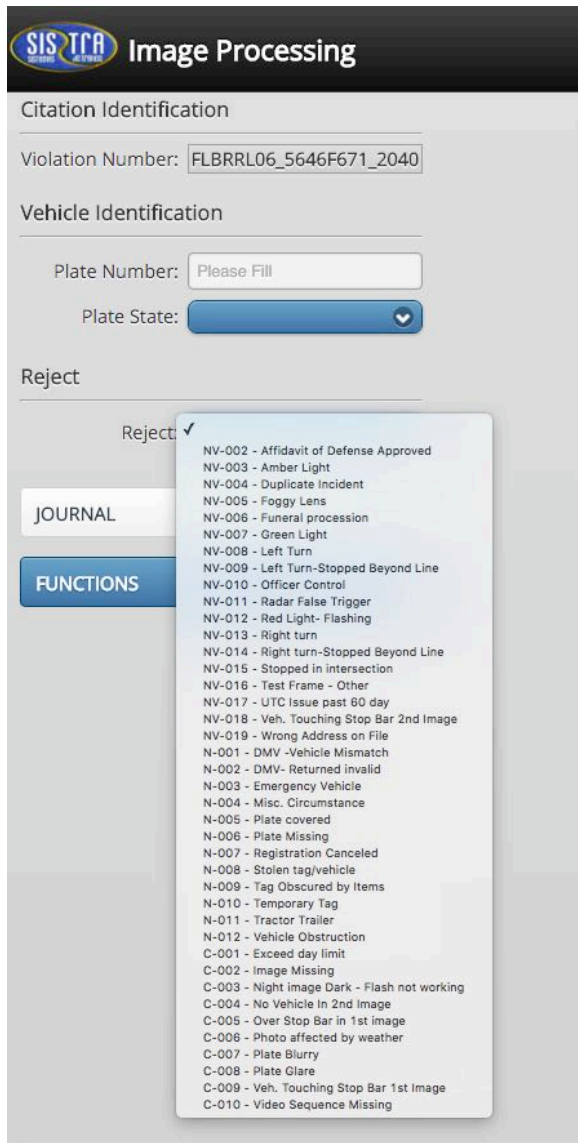 SISTRA
Image Processing
Citation Identification
Violation Number: FLBRRL06_5646F671_2040
Vehicle Identification
Plate Number: Please Fill
Plate State:
Reject
Reject: ✓
NV-002 - Affidavit of Defense Approved
NV-003 - Amber Light
NV-004 - Duplicate Incident
NV-005 - Foggy Lens
NV-006 - Funeral procession
NV-007 - Green Light
NV-008 - Left Turn
NV-009 - Left Turn-Stopped Beyond Line
NV-010 - Officer Control
NV-011 - Radar False Trigger
NV-012 - Red Light- Flashing
NV-013 - Right turn
NV-014 - Right turn-Stopped Beyond Line
NV-015 - Stopped in intersection
NV-016 - Test Frame - Other
NV-017 - UTC Issue past 60 day
NV-018 - Veh. Touching Stop Bar 2nd Image
NV-019 - Wrong Address on File
N-001 - DMV -Vehicle Mismatch
N-002 - DMV- Returned invalid
N-003 - Emergency Vehicle
N-004 - Misc. Circumstance
N-005 - Plate covered
N-006 - Plate Missing
N-007 - Registration Canceled
N-008 - Stolen tag/vehicle
N-009 - Tag Obscured by Items
N-010 - Temporary Tag
N-011 - Tractor Trailer
N-012 - Vehicle Obstruction
C-001 - Exceed day limit
C-002 - Image Missing
C-003 - Night image Dark - Flash not working
C-004 - No Vehicle In 2nd Image
C-005 - Over Stop Bar in 1st image
C-006 - Photo affected by weather
C-007 - Plate Blurry
C-008 - Plate Glare
C-009 - Veh. Touching Stop Bar 1st Image
C-010 - Video Sequence Missing
JOURNAL
FUNCTIONS